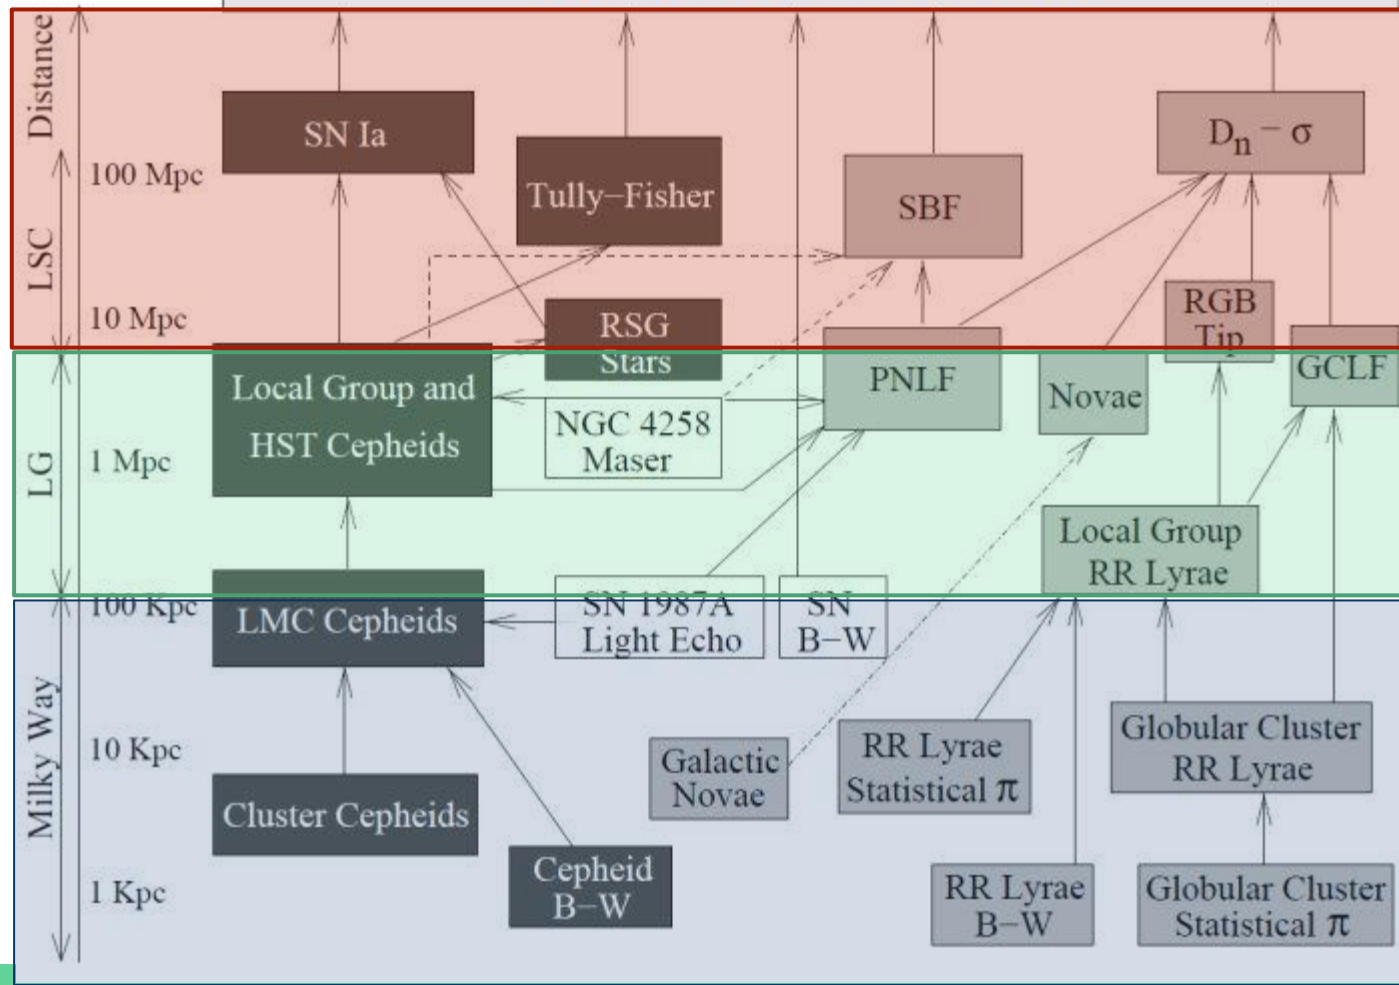 Distance
SN Ia
Dn − σ
100 Mpc
Tully−Fisher
SBF
LSC
10 Mpc
RSG
Stars
RGB
Tip
Local Group and
HST Cepheids
PNLF
Novae
GCLF
NGC 4258
Maser
LG
1 Mpc
Local Group
RR Lyrae
100 Kpc
LMC Cepheids
SN 1987A
Light Echo
SN
B−W
Milky Way
10 Kpc
Galactic
Novae
RR Lyrae
Statistical π
Globular Cluster
RR Lyrae
Cluster Cepheids
1 Kpc
Cepheid
B−W
RR Lyrae
B−W
Globular Cluster
Statistical π